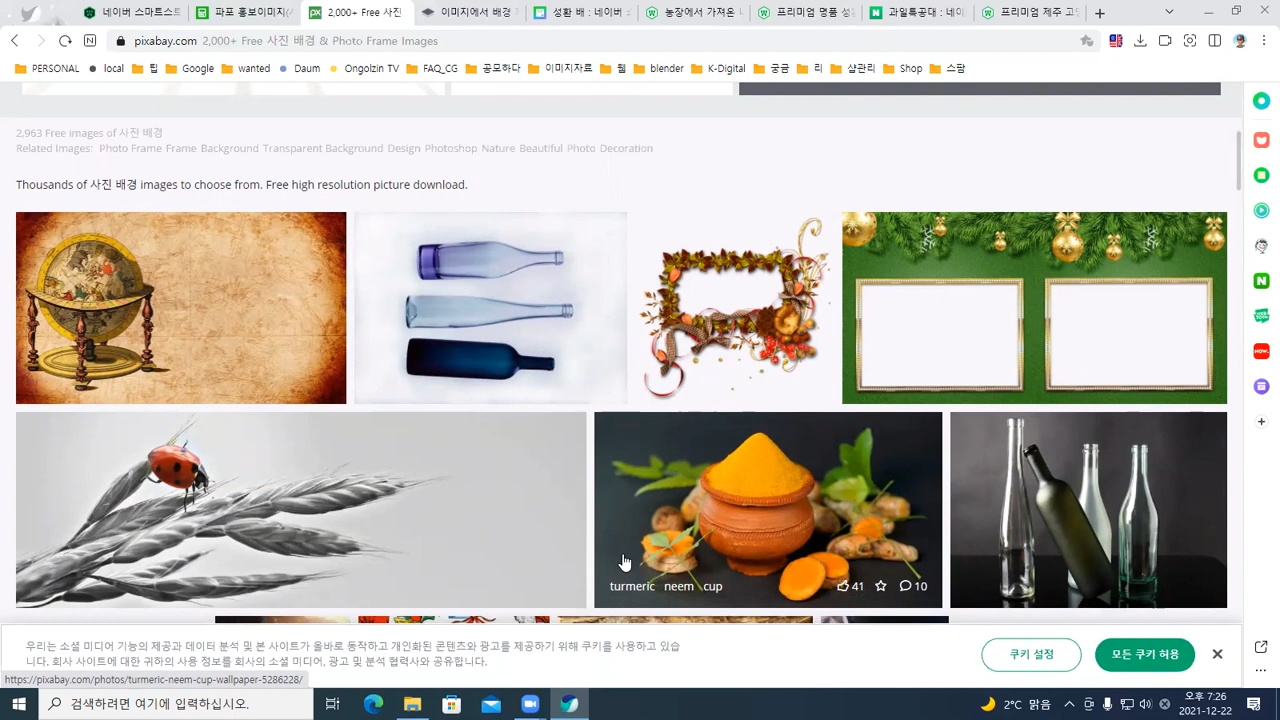 네이버 스마트스토
파포 홍보이미지(
2,000+ Free 사진
이미지에서 배경
성환 배 : 네이버
농장에서 가져온
프리미엄 명품 성환
과일특공대 : 네이
프리미엄 제주 고당
pixabay.com 2,000+ Free 사진 배경 & Photo Frame Images
PERSONAL local 팁 Google wanted Daum Ongolzin TV FAQ_CG 공모하다 이미지자료 웹 blender K-Digital 궁금 리 샵관리 Shop 스팜
2,963 Free images of 사진 배경
Related Images: Photo Frame Frame Background Transparent Background Design Photoshop Nature Beautiful Photo Decoration
Thousands of 사진 배경 images to choose from. Free high resolution picture download.
turmeric neem cup 41 10
우리는 소셜 미디어 기능의 제공과 데이터 분석 및 본 사이트가 올바로 동작하고 개인화된 콘텐츠와 광고를 제공하기 위해 쿠키를 사용하고 있습
니다. 회사 사이트에 대한 귀하의 사용 정보를 회사의 소셜 미디어, 광고 및 분석 협력사와 공유합니다.
쿠키 설정
모든 쿠키 허용
https://pixabay.com/photos/turmeric-neem-cup-wallpaper-5286228/
검색하려면 여기에 입력하십시오.
2°C 맑음
오후 7:26
2021-12-22